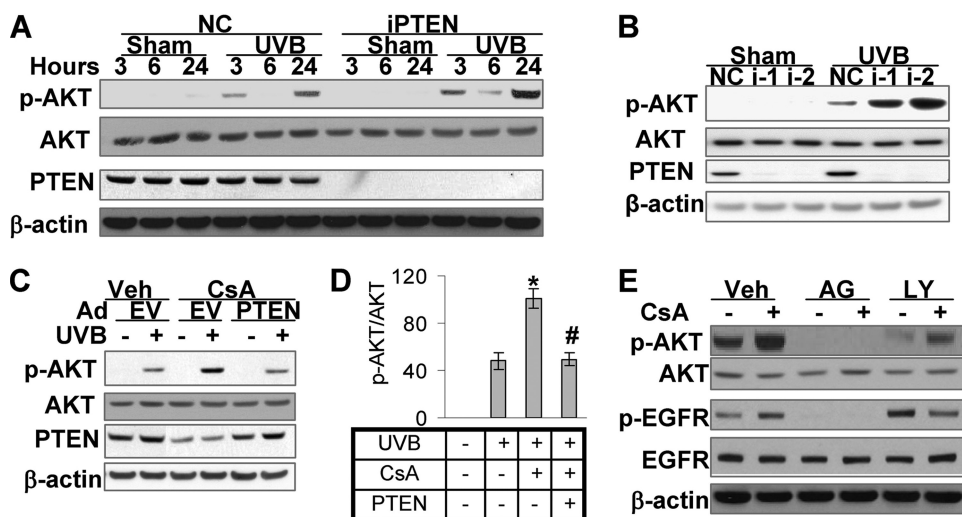 A
NC iPTEN
Sham UVB Sham UVB
Hours 3 6 24 3 6 24 3 6 24 3 6 24
p-AKT
AKT
PTEN
β-actin
B
Sham UVB
NC i-1 i-2 NC i-1 i-2
p-AKT
AKT
PTEN
β-actin
C
Veh CsA
Ad EV EV PTEN
UVB - + - + - +
p-AKT
AKT
PTEN
β-actin
D
p-AKT/AKT
120
80
40
0
*
#
UVB - + + +
CsA - - + +
PTEN - - - +
E
Veh AG LY
CsA - + - + - +
p-AKT
AKT
p-EGFR
EGFR
β-actin